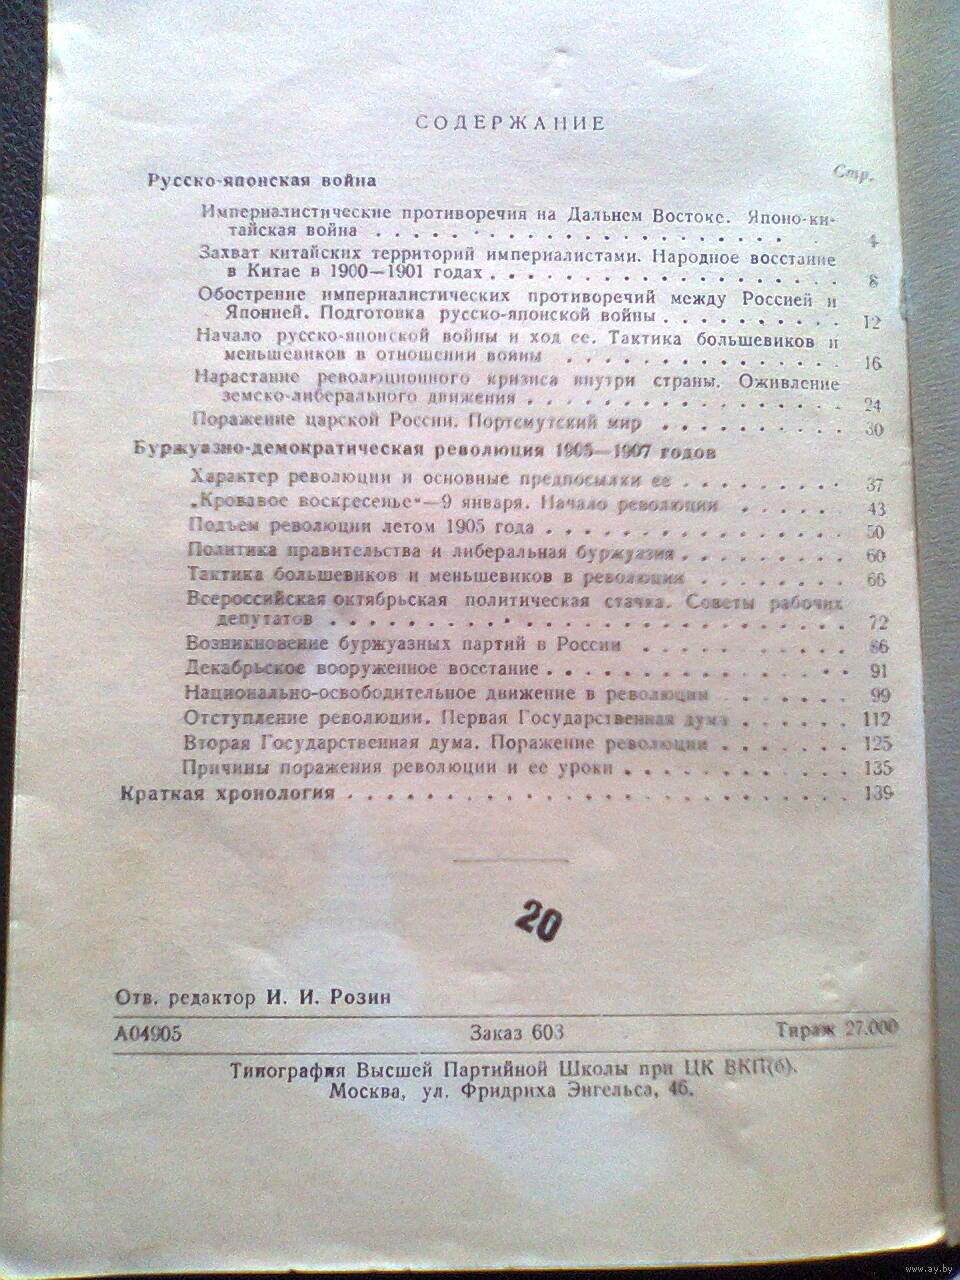 СОДЕРЖАНИЕ
Стр.
Русско-японская война
Империалистические противоречия на Дальнем Востоке. Японо-ки-
тайская война . . . . . . . . . . . . . . . . . . . . 4
Захват китайских территорий империалистами. Народное восстание
в Китае в 1900—1901 годах . . . . . . . . . . . . . . 8
Обострение империалистических противоречий между Россией и
Японией. Подготовка русско-японской войны . . . . . . . . . . 12
Начало русско-японской войны и ход ее. Тактика большевиков и
меньшевиков в отношении войны . . . . . . . . . . . . 16
Нарастание революционного кризиса внутри страны. Оживление
земско-либерального движения . . . . . . . . . . . . . 24
Поражение царской России. Портсмутский мир . . . . . . . . . . 30
Буржуазно-демократическая революция 1905—1907 годов
Характер революции и основные предпосылки ее . . . . . . . . . 37
„Кровавое воскресенье“—9 января. Начало революции . . . . . 43
Подъем революции летом 1905 года . . . . . . . . . . . . . 50
Политика правительства и либеральная буржуазия . . . . . . . . 60
Тактика большевиков и меньшевиков в революции . . . . . . . 66
Всероссийская октябрьская политическая стачка. Советы рабочих
депутатов . . . . . . . . . . . . . . . . . . . . . 72
Возникновение буржуазных партий в России . . . . . . . 86
Декабрьское вооруженное восстание . . . . . . . . . . . . 91
Национально-освободительное движение в революции . . . . . . 99
Отступление революции. Первая Государственная дума . . . . . . 112
Вторая Государственная дума. Поражение революции . . . . . . . 125
Причины поражения революции и ее уроки . . . . . . . . . . 135
Краткая хронология . . . . . . . . . . . . . . . . . . . 139
20
Отв. редактор И. И. Розин
А04905 Заказ 603 Тираж 27.000
Типография Высшей Партийной Школы при ЦК ВКП(б).
Москва, ул. Фридриха Энгельса, 46.
www.ay.by